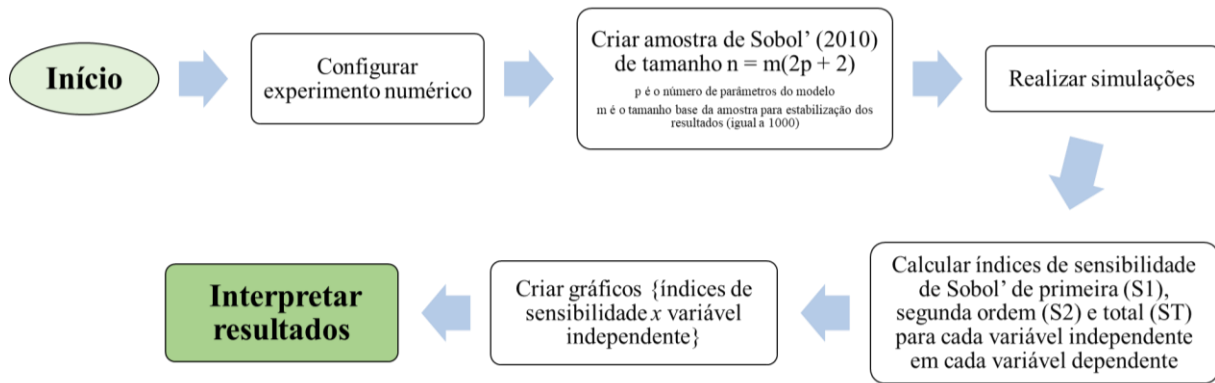 Início
Configurar
experimento numérico
Criar amostra de Sobol’ (2010)
de tamanho n = m(2p + 2)
p é o número de parâmetros do modelo
m é o tamanho base da amostra para estabilização dos
resultados (igual a 1000)
Realizar simulações
Calcular índices de sensibilidade
de Sobol’ de primeira (S1),
segunda ordem (S2) e total (ST)
para cada variável independente
em cada variável dependente
Criar gráficos {índices de
sensibilidade x variável
independente}
Interpretar
resultados